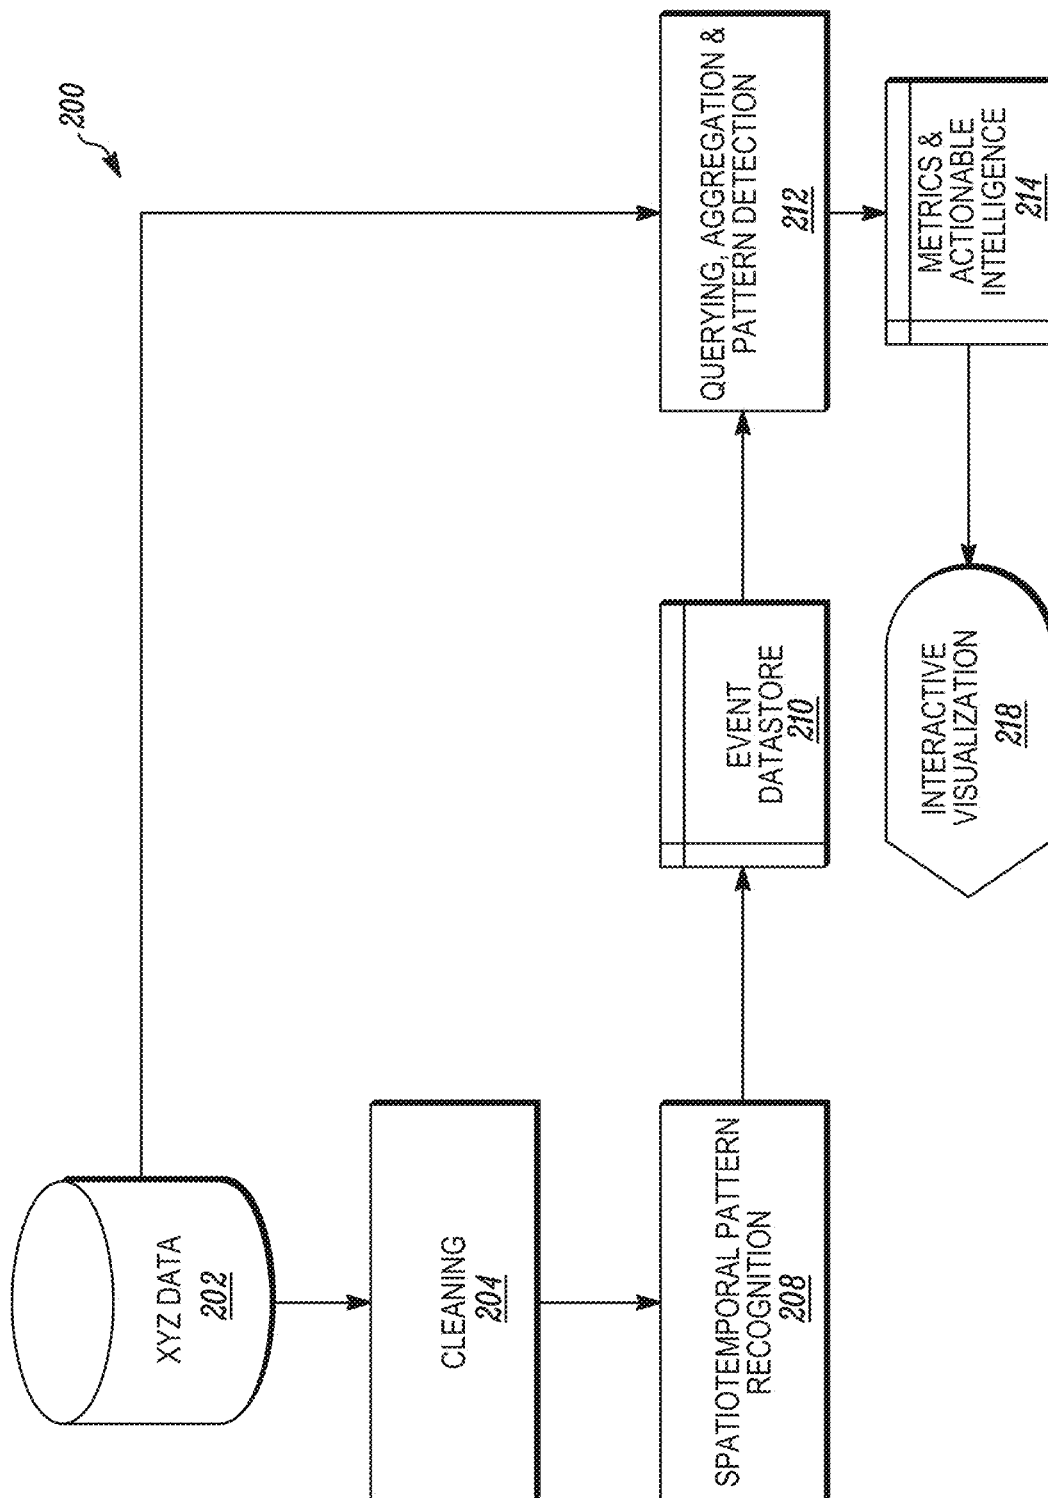 200
XYZ DATA
202
CLEANING
204
SPATIOTEMPORAL PATTERN
RECOGNITION
208
EVENT
DATASTORE
210
QUERYING, AGGREGATION &
PATTERN DETECTION
212
METRICS &
ACTIONABLE
INTELLIGENCE
214
INTERACTIVE
VISUALIZATION
218